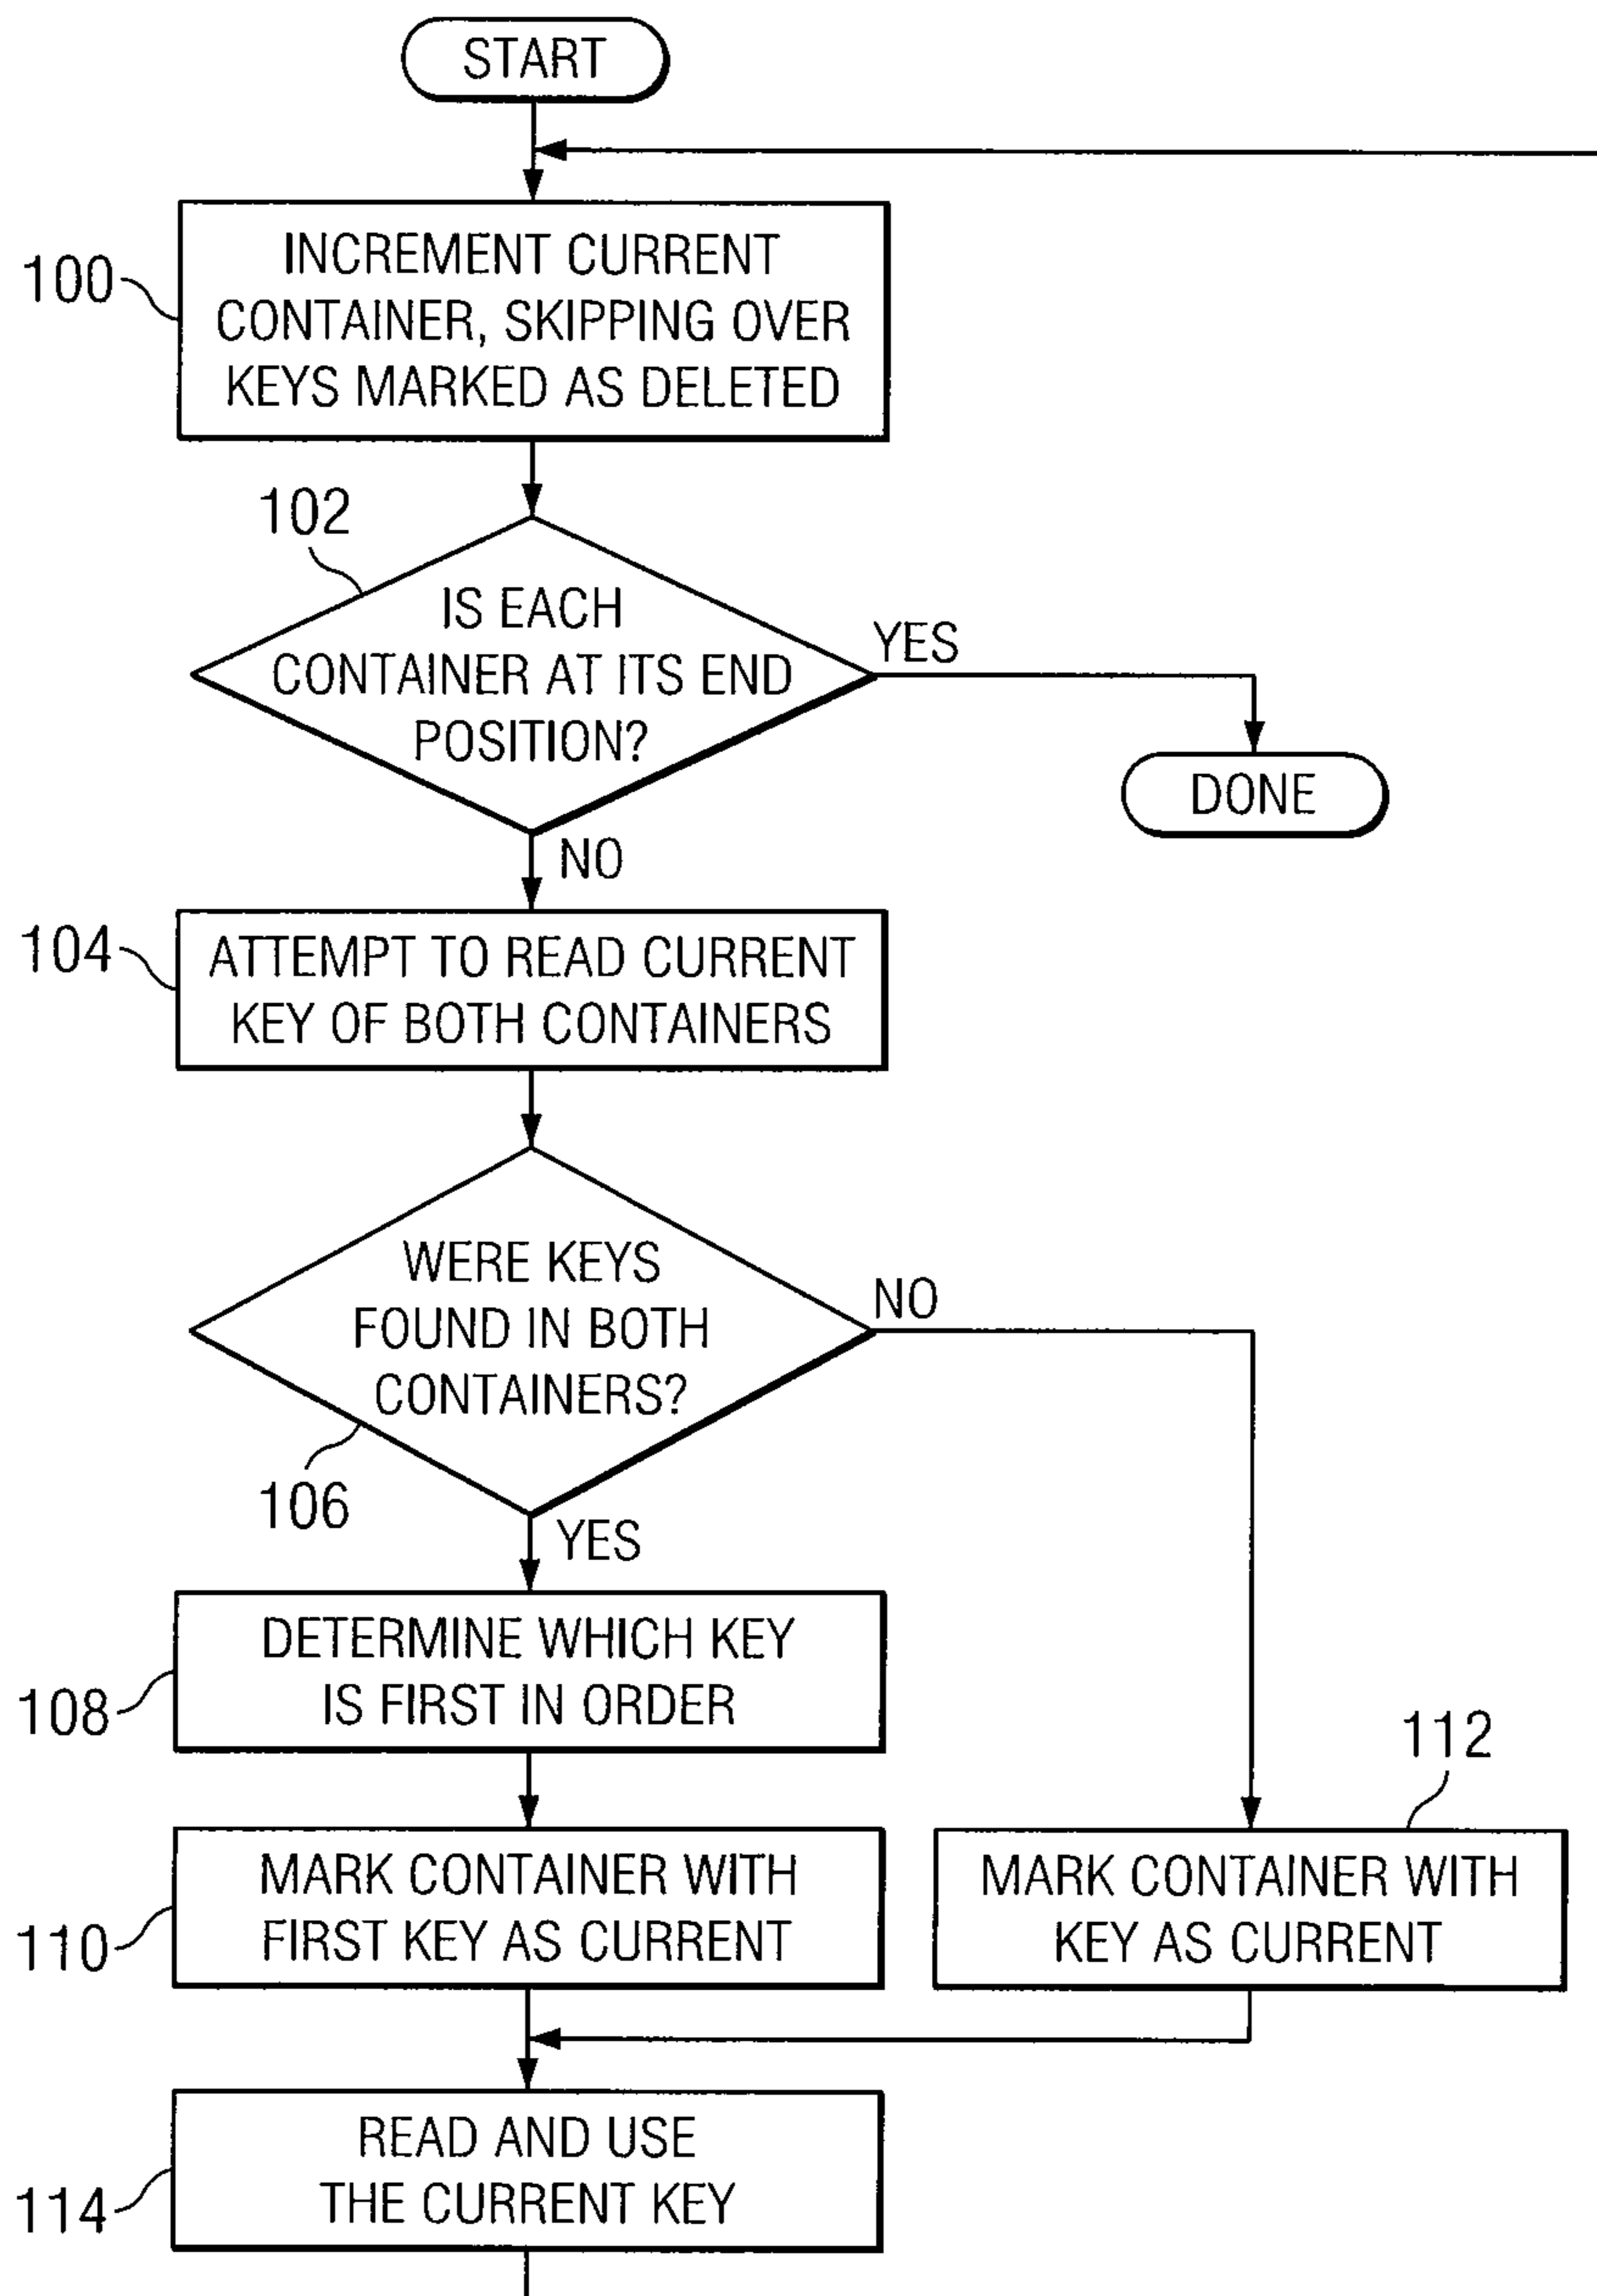 START
100
INCREMENT CURRENT
CONTAINER, SKIPPING OVER
KEYS MARKED AS DELETED
102
IS EACH
CONTAINER AT ITS END
POSITION?
YES
DONE
NO
104
ATTEMPT TO READ CURRENT
KEY OF BOTH CONTAINERS
WERE KEYS
FOUND IN BOTH
CONTAINERS?
NO
106
YES
108
DETERMINE WHICH KEY
IS FIRST IN ORDER
110
MARK CONTAINER WITH
FIRST KEY AS CURRENT
112
MARK CONTAINER WITH
KEY AS CURRENT
114
READ AND USE
THE CURRENT KEY